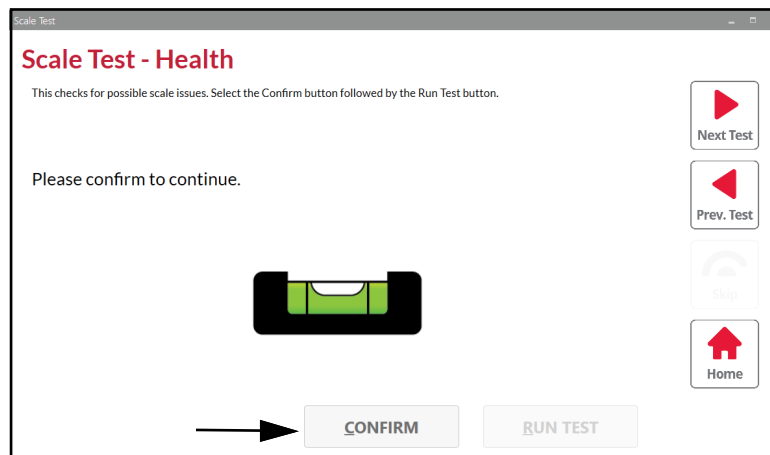 Scale Test
Scale Test - Health
This checks for possible scale issues. Select the Confirm button followed by the Run Test button.
Next Test
Please confirm to continue.
Prev. Test
Skip
Home
CONFIRM
RUN TEST